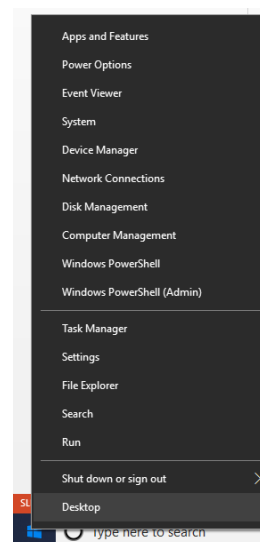 Apps and Features
Power Options
Event Viewer
System
Device Manager
Network Connections
Disk Management
Computer Management
Windows PowerShell
Windows PowerShell (Admin)
Task Manager
Settings
File Explorer
Search
Run
Shut down or sign out
Desktop
SL
Type here to search